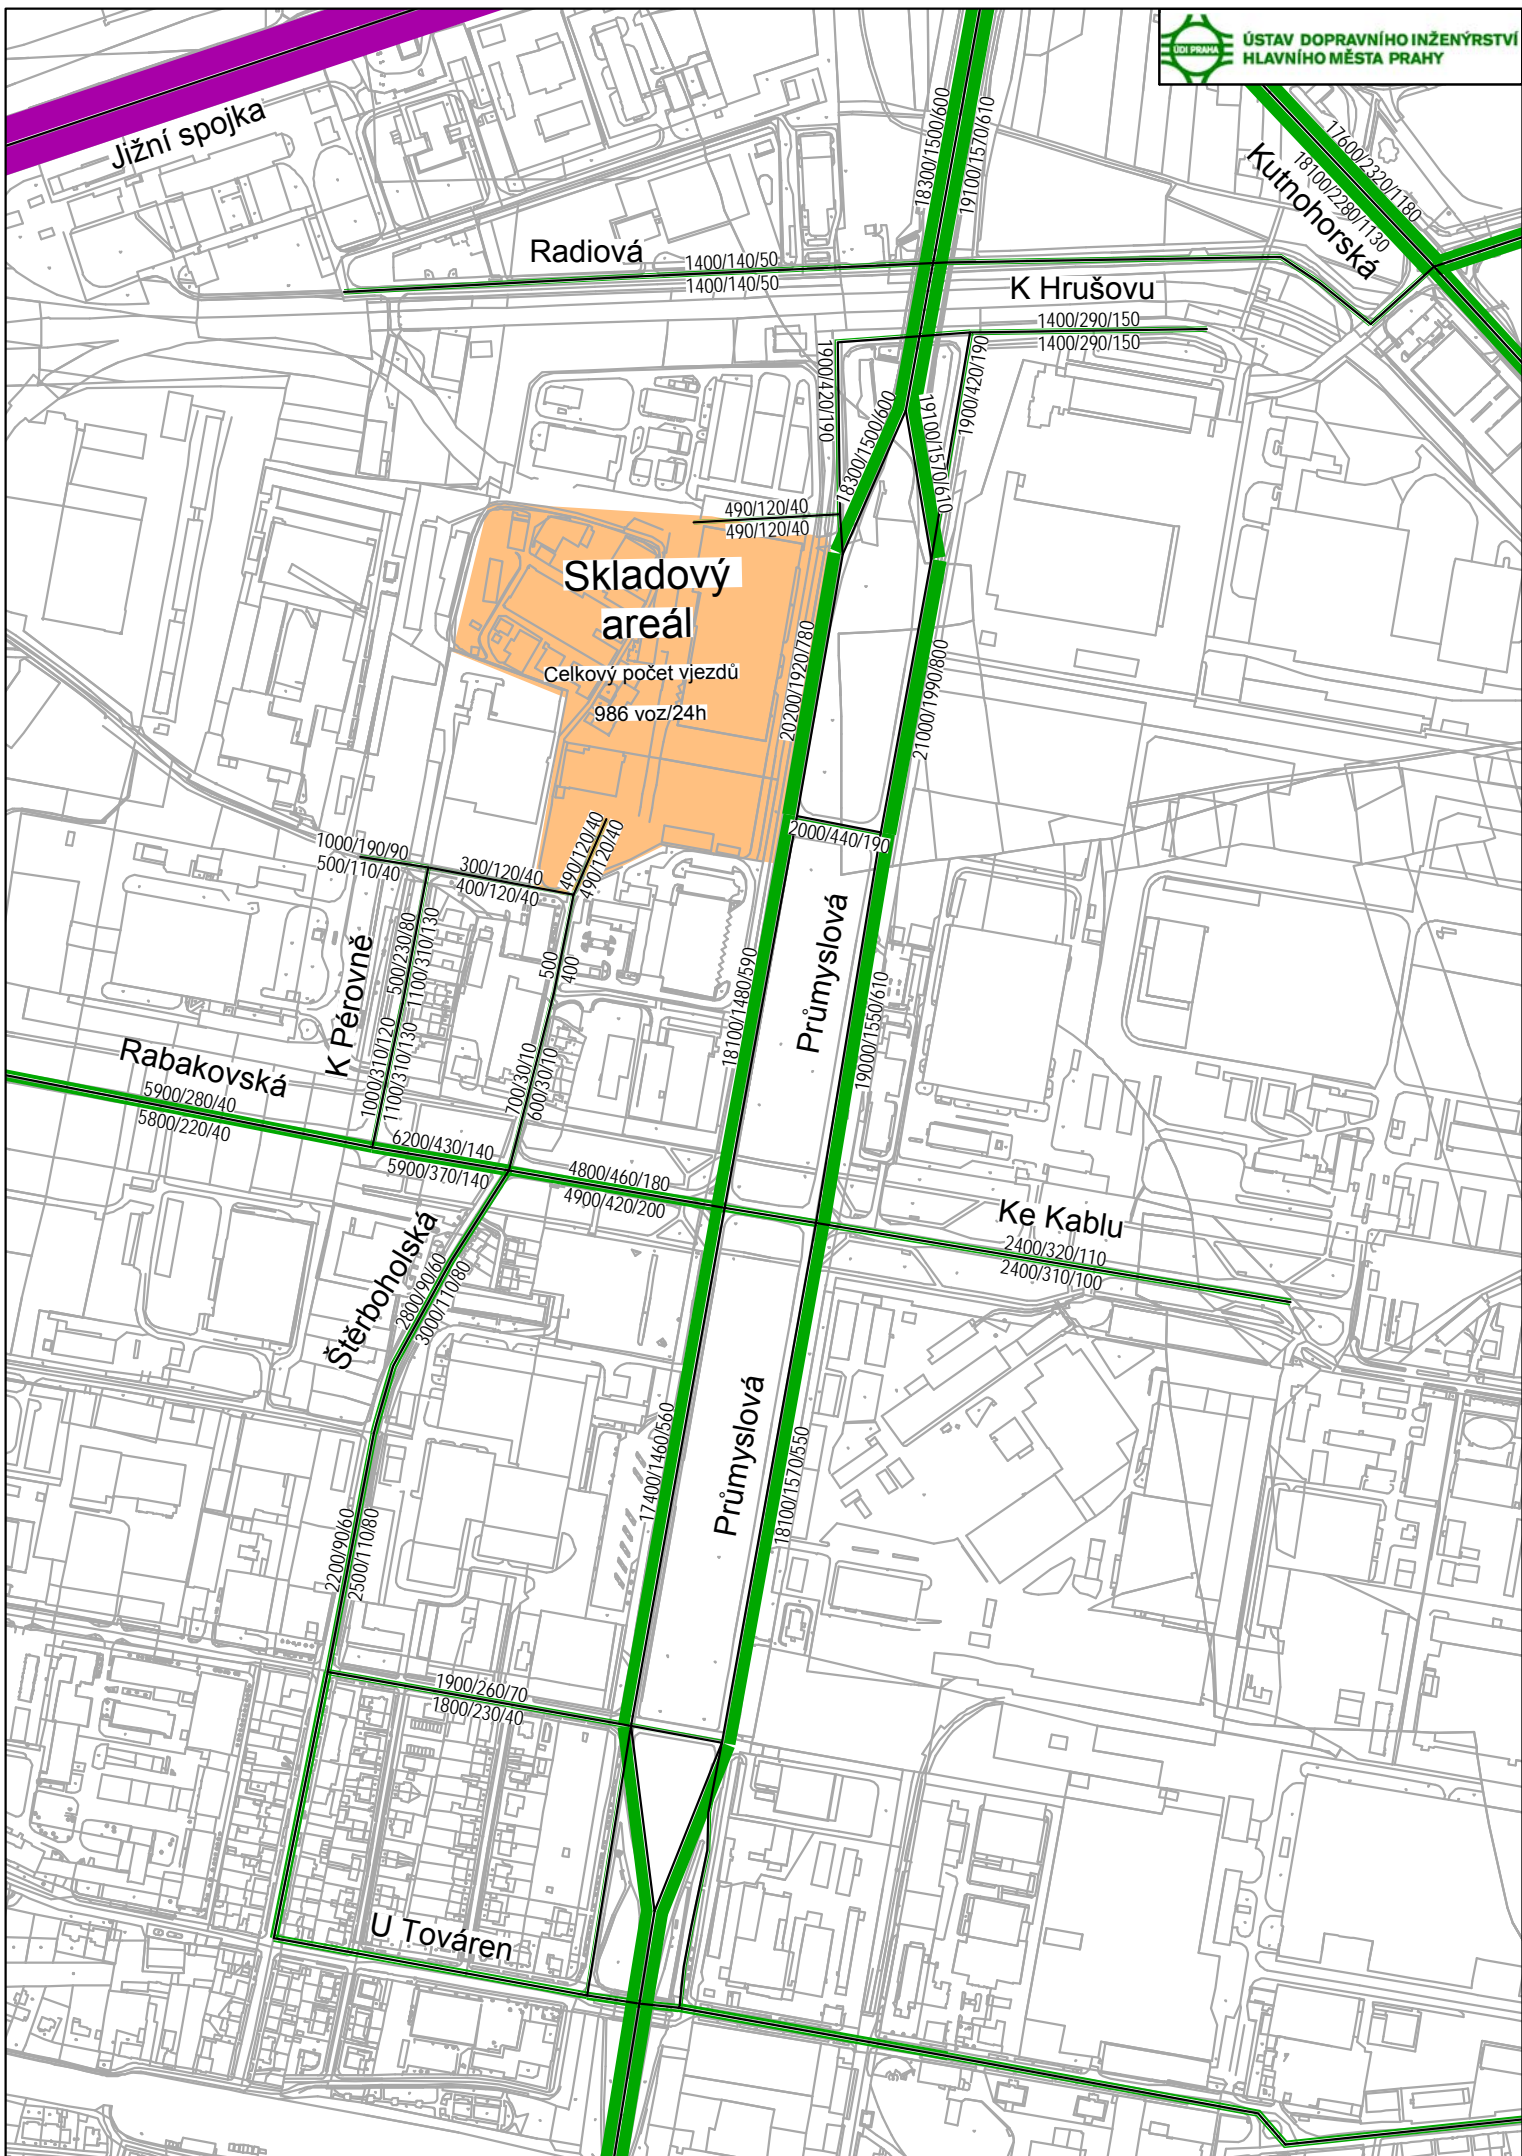 ÚDI PRAHA
ÚSTAV DOPRAVNÍHO INŽENÝRSTVÍ
HLAVNÍHO MĚSTA PRAHY
Jižní spojka
18300/1500/600
19100/1570/610
17600/2320/1180
18100/2280/1130
Kutnohorská
Radiová
1400/140/50
1400/140/50
K Hrušovu
1400/290/150
1400/290/150
1900/420/190
18300/1500/600
19100/1570/610
1900/420/190
490/120/40
490/120/40
Skladový
areál
Celkový počet vjezdů
986 voz/24h
20200/1920/780
21000/1990/800
2000/440/190
490/120/40
490/120/40
1000/190/90
500/110/40
300/120/40
400/120/40
500/230/80
1100/310/130
500
400
K Pérovně
1000/310/120
1100/310/130
700/30/10
600/30/10
18100/1480/590
Průmyslová
19000/1550/610
Rabakovská
5900/280/40
5800/220/40
6200/430/140
5900/370/140
4800/460/180
4900/420/200
Ke Kablu
2400/320/110
2400/310/100
Štěrboholská
2800/90/60
3000/110/80
17400/1460/560
Průmyslová
18100/1570/550
2200/90/60
2500/110/80
1900/260/70
1800/230/40
U Továren